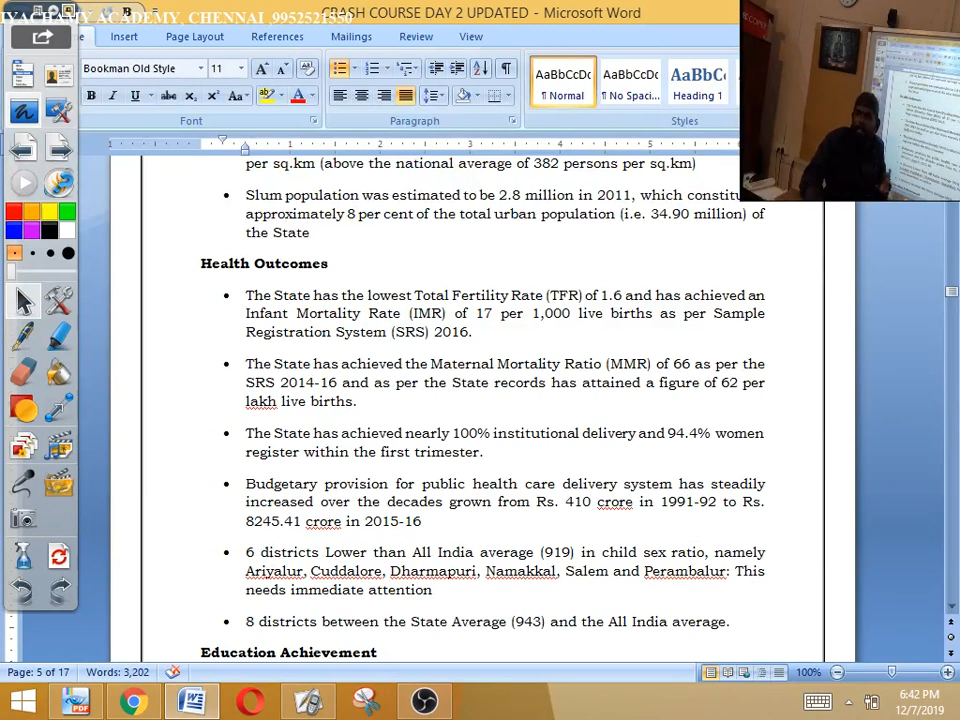 IYACHAMY ACADEMY, CHENNAI ,9952521550
CRASH COURSE DAY 2 UPDATED - Microsoft Word
Insert Page Layout References Mailings Review View
Bookman Old Style 11
AaBbCcDc AaBbCcDc AaBbCc
¶ Normal ¶ No Spaci... Heading 1
Font Paragraph Styles
1 1 2 3 4 5
per sq.km (above the national average of 382 persons per sq.km)
• Slum population was estimated to be 2.8 million in 2011, which
approximately 8 per cent of the total urban population (i.e. 34.90 million) of
the State
Health Outcomes
• The State has the lowest Total Fertility Rate (TFR) of 1.6 and has achieved an
Infant Mortality Rate (IMR) of 17 per 1,000 live births as per Sample
Registration System (SRS) 2016.
• The State has achieved the Maternal Mortality Ratio (MMR) of 66 as per the
SRS 2014-16 and as per the State records has attained a figure of 62 per
lakh live births.
• The State has achieved nearly 100% institutional delivery and 94.4% women
register within the first trimester.
• Budgetary provision for public health care delivery system has steadily
increased over the decades grown from Rs. 410 crore in 1991-92 to Rs.
8245.41 crore in 2015-16
• 6 districts Lower than All India average (919) in child sex ratio, namely
Ariyalur, Cuddalore, Dharmapuri, Namakkal, Salem and Perambalur: This
needs immediate attention
• 8 districts between the State Average (943) and the All India average.
Education Achievement
Page: 5 of 17 Words: 3,202 100%
6:42 PM
12/7/2019